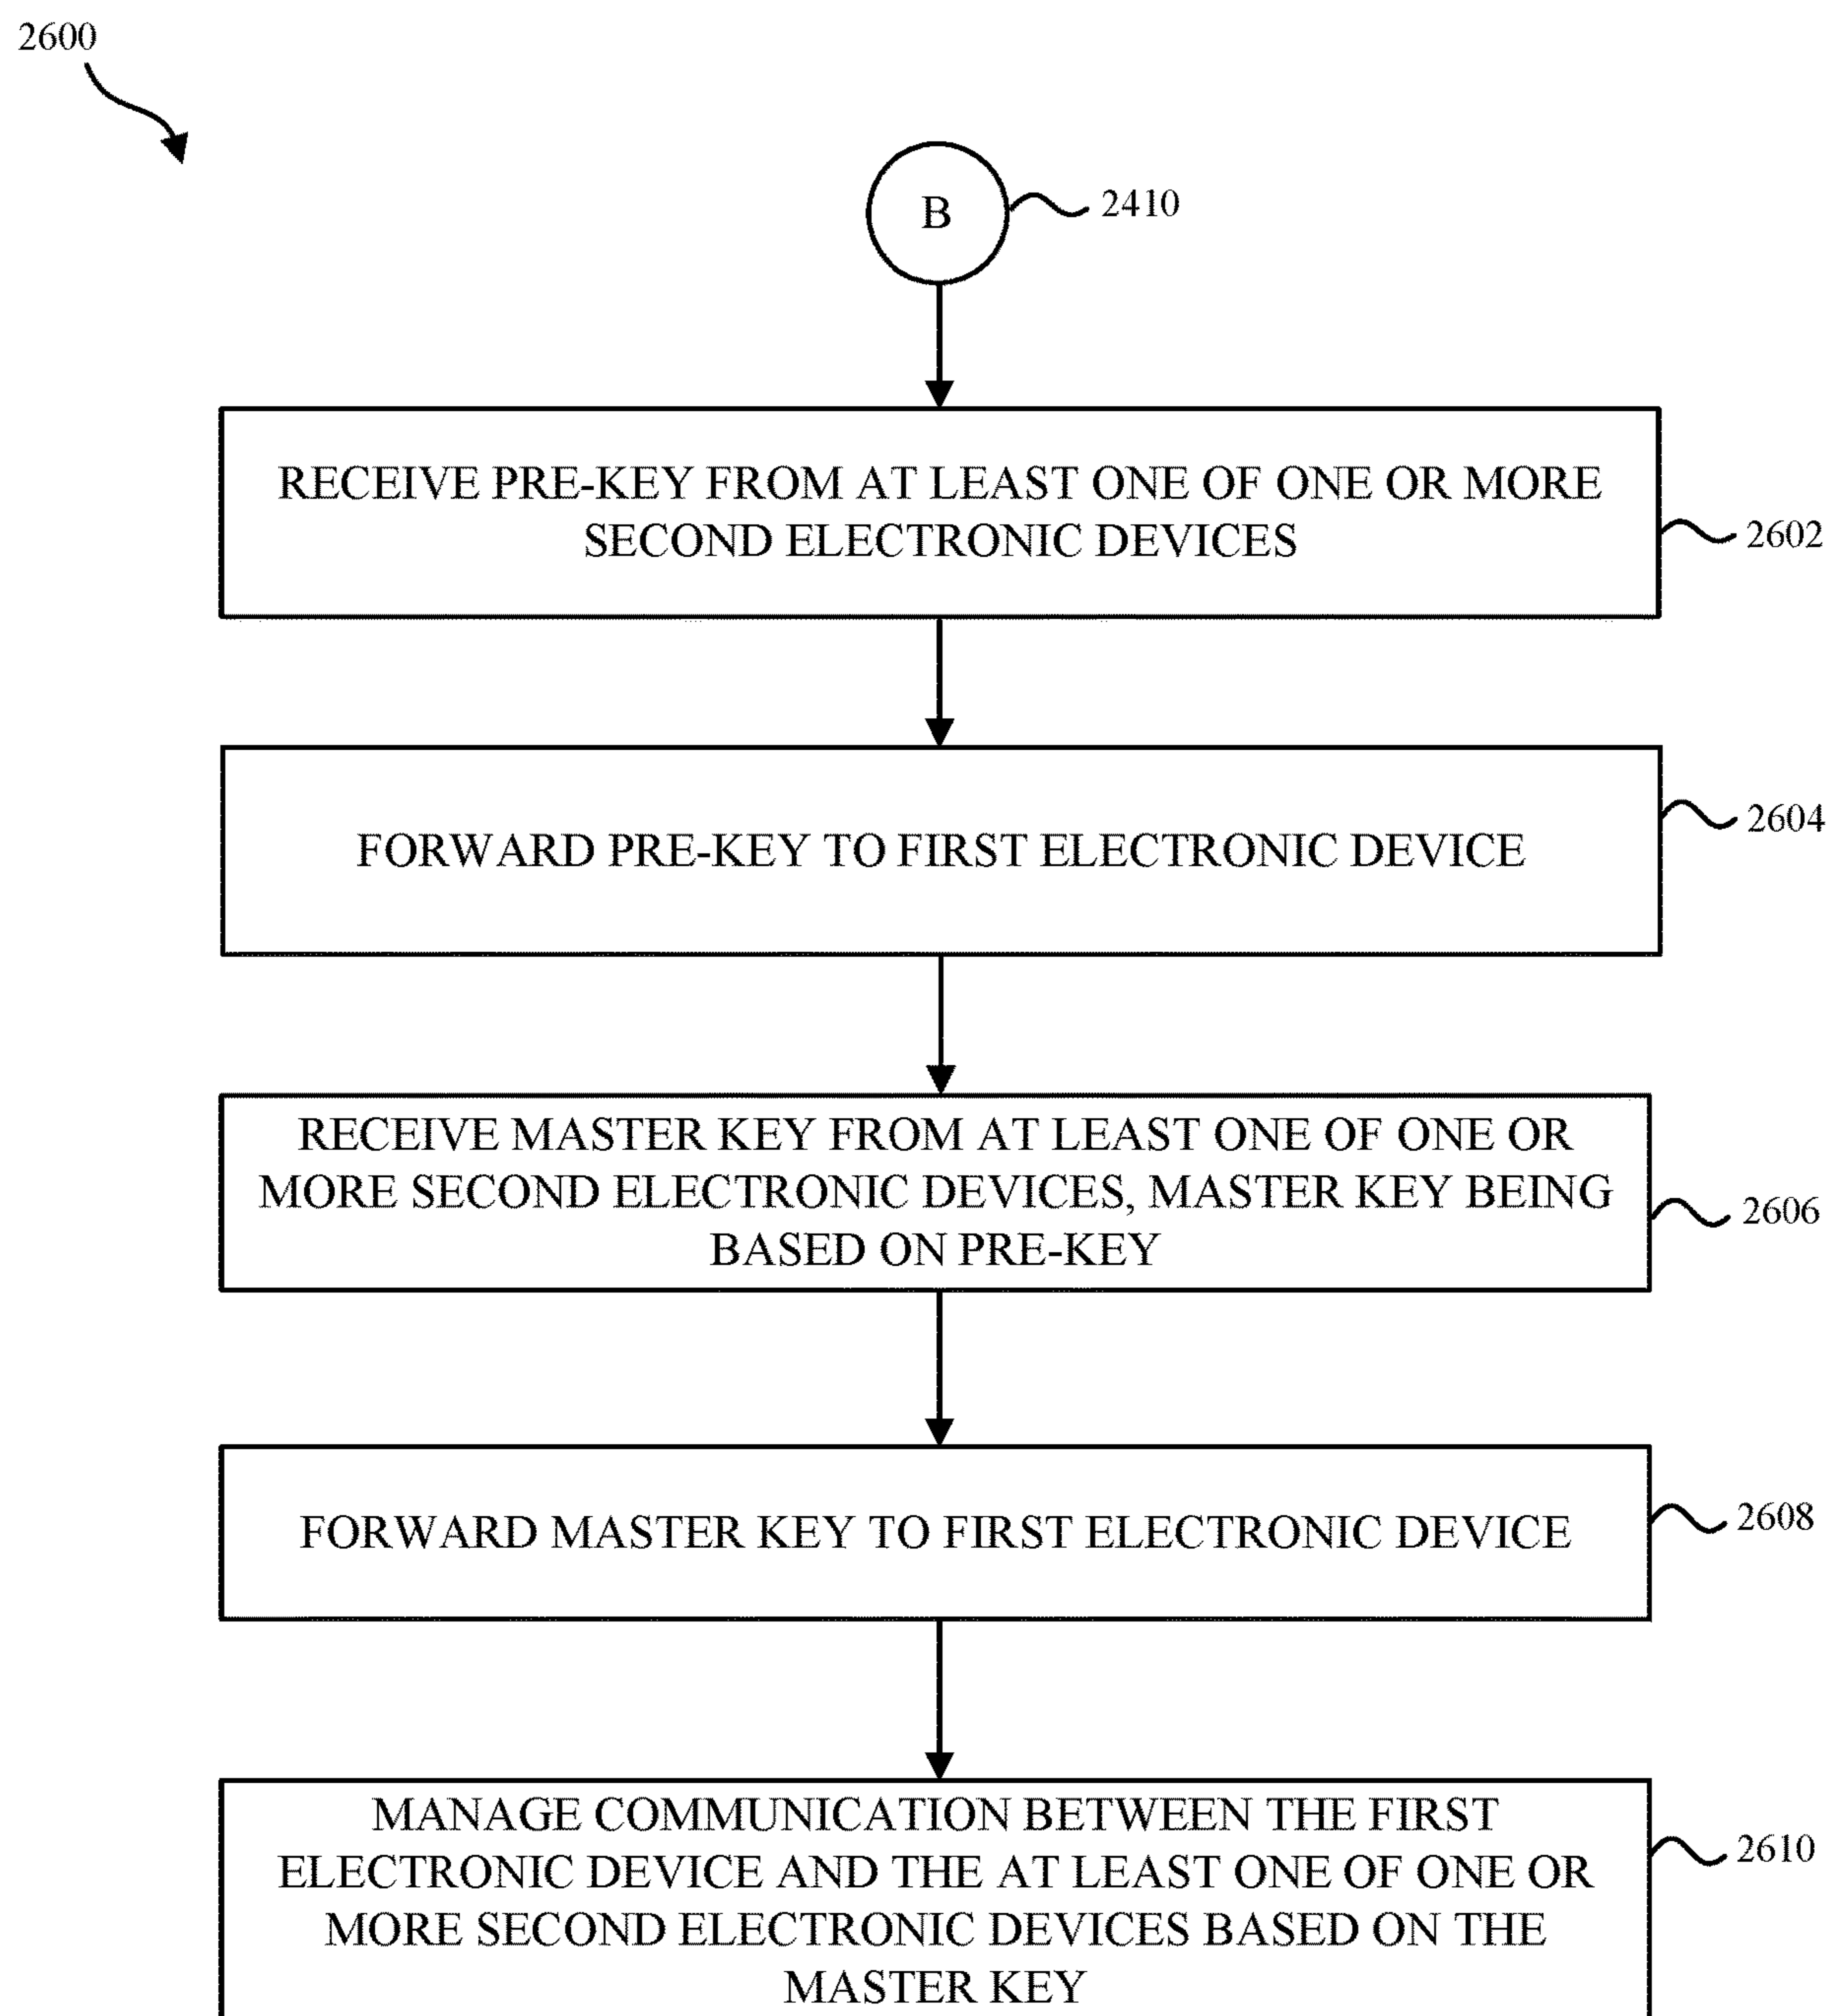 2600
B
2410
RECEIVE PRE-KEY FROM AT LEAST ONE OF ONE OR MORE
SECOND ELECTRONIC DEVICES
2602
FORWARD PRE-KEY TO FIRST ELECTRONIC DEVICE
2604
RECEIVE MASTER KEY FROM AT LEAST ONE OF ONE OR
MORE SECOND ELECTRONIC DEVICES, MASTER KEY BEING
BASED ON PRE-KEY
2606
FORWARD MASTER KEY TO FIRST ELECTRONIC DEVICE
2608
MANAGE COMMUNICATION BETWEEN THE FIRST
ELECTRONIC DEVICE AND THE AT LEAST ONE OF ONE OR
MORE SECOND ELECTRONIC DEVICES BASED ON THE
MASTER KEY
2610